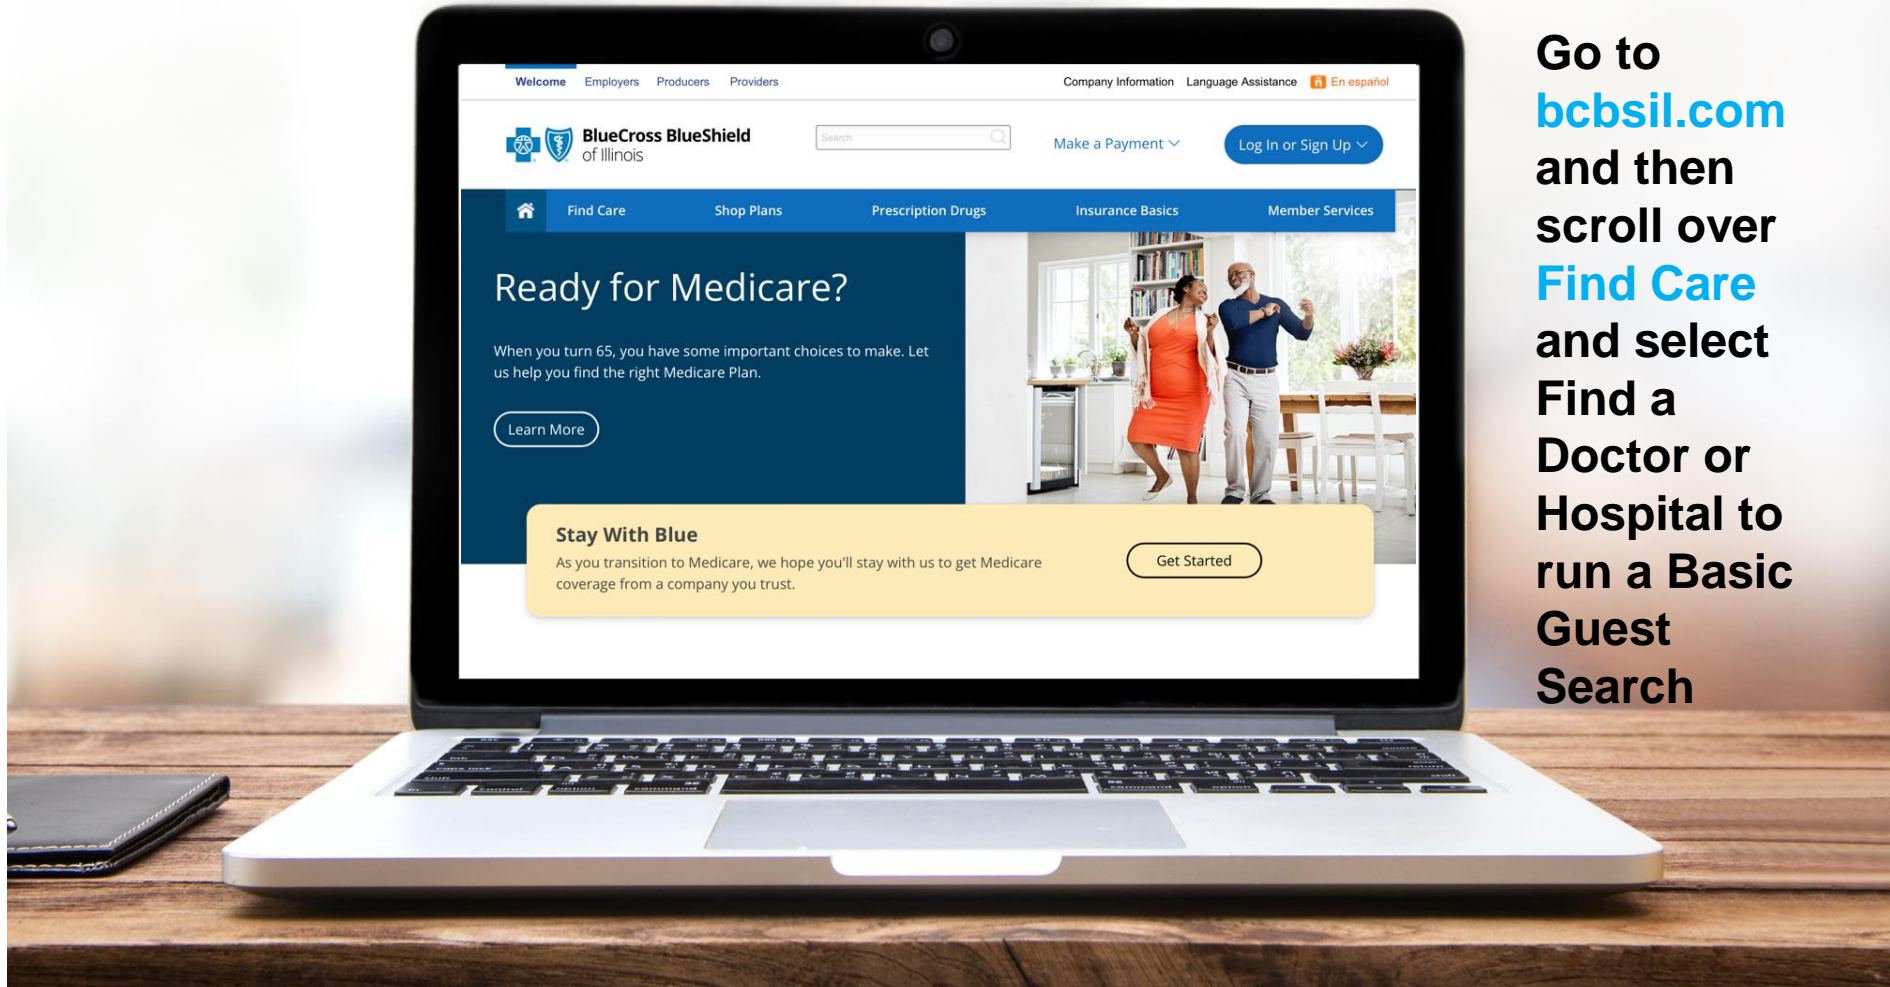 Welcome Employers Producers Providers Company Information Language Assistance En español
BlueCross BlueShield
of Illinois
Search
Make a Payment
Log In or Sign Up
Find Care Shop Plans Prescription Drugs Insurance Basics Member Services
Ready for Medicare?
When you turn 65, you have some important choices to make. Let
us help you find the right Medicare Plan.
Learn More
Stay With Blue
As you transition to Medicare, we hope you'll stay with us to get Medicare
coverage from a company you trust.
Get Started
Go to
bcbsil.com
and then
scroll over
Find Care
and select
Find a
Doctor or
Hospital to
run a Basic
Guest
Search